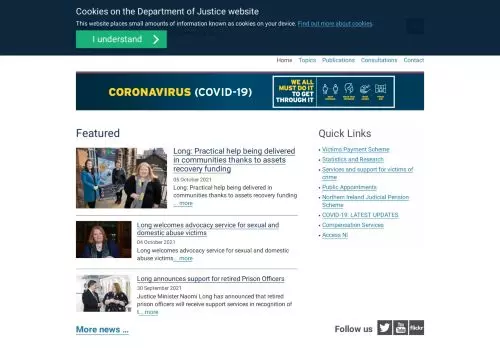 Cookies on the Department of Justice website
This website places small amounts of information known as cookies on your device. Find out more about cookies.
I understand
Home Topics Publications Consultations Contact
CORONAVIRUS (COVID-19)
WE ALL
MUST DO IT
TO GET
THROUGH IT
Featured
Long: Practical help being delivered
in communities thanks to assets
recovery funding
05 October 2021
Long: Practical help being delivered in
communities thanks to assets recovery funding
... more
Long welcomes advocacy service for sexual and
domestic abuse victims
04 October 2021
Long welcomes advocacy service for sexual and domestic
abuse victims... more
Long announces support for retired Prison Officers
30 September 2021
Justice Minister Naomi Long has announced that retired
prison officers will receive support services in recognition of
t... more
More news ...
Quick Links
Victims Payment Scheme
Statistics and Research
Services and support for victims of
crime
Public Appointments
Northern Ireland Judicial Pension
Scheme
COVID-19: LATEST UPDATES
Compensation Services
Access NI
Follow us
You
Tube
flickr